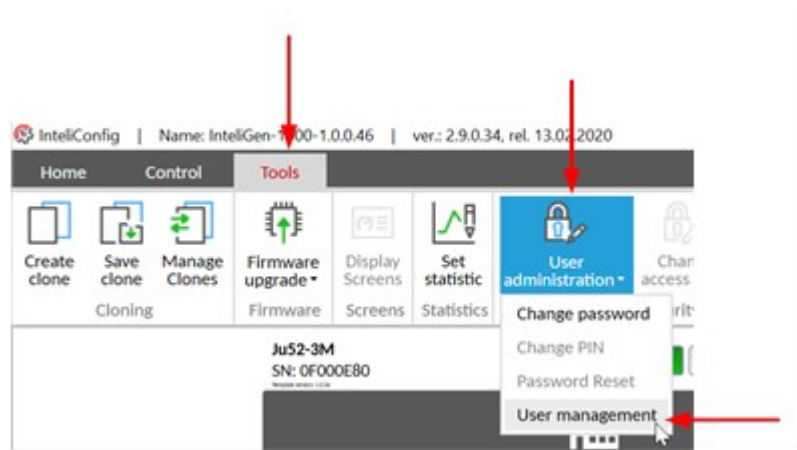 InteliConfig | Name: InteliGen-1000-1.0.0.46 | ver.: 2.9.0.34, rel. 13.02.2020
Home Control Tools
Create clone Save clone Manage Clones Firmware upgrade Display Screens Set statistic User administration access
Cloning Firmware Screens Statistics
Change password
Ju52-3M
Change PIN
SN: 0F000E80
Password Reset
User management